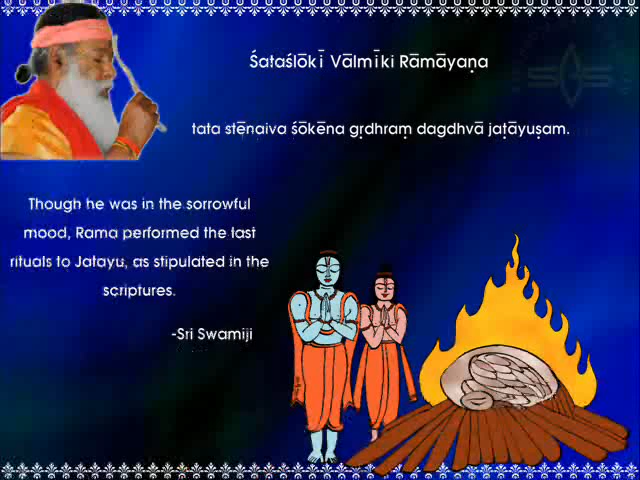 Śataślōkī Vālmīki Rāmāyaṇa
tata stēnaiva śōkēna gṛdhraṃ dagdhvā jaṭāyuṣam.
Though he was in the sorrowful
mood, Rama performed the last
rituals to Jatayu, as stipulated in the
scriptures.
-Sri Swamiji